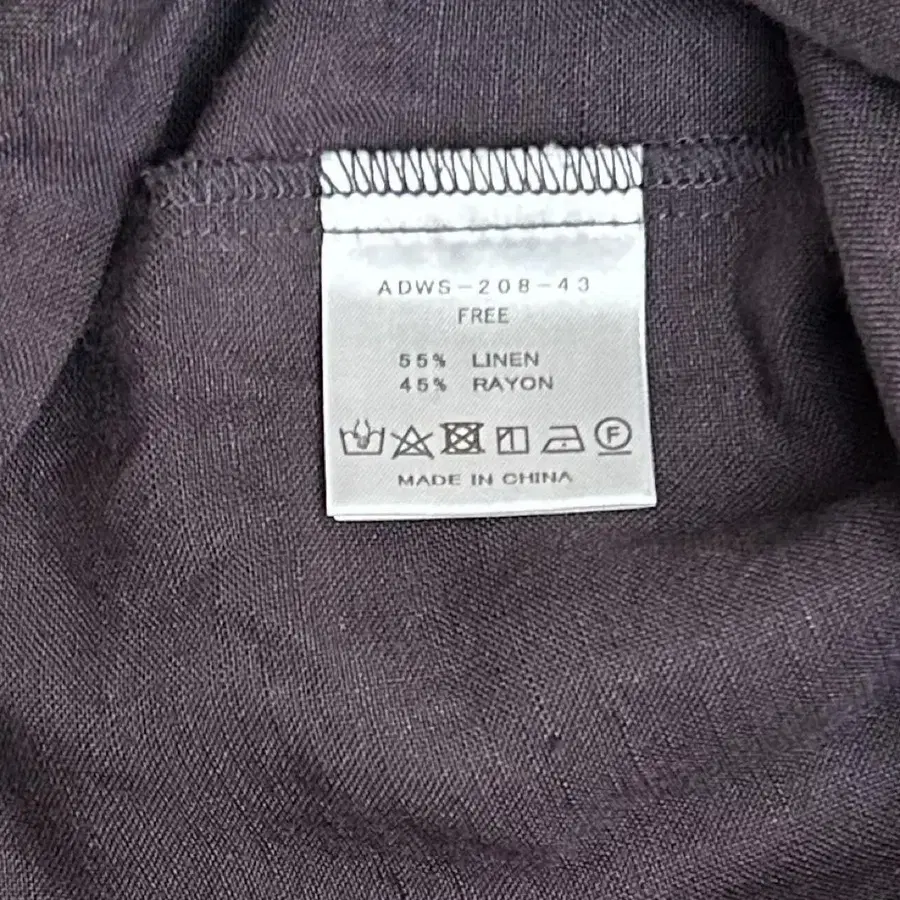 ADWS-208-43
FREE
55% LINEN
45% RAYON
F
MADE IN CHINA